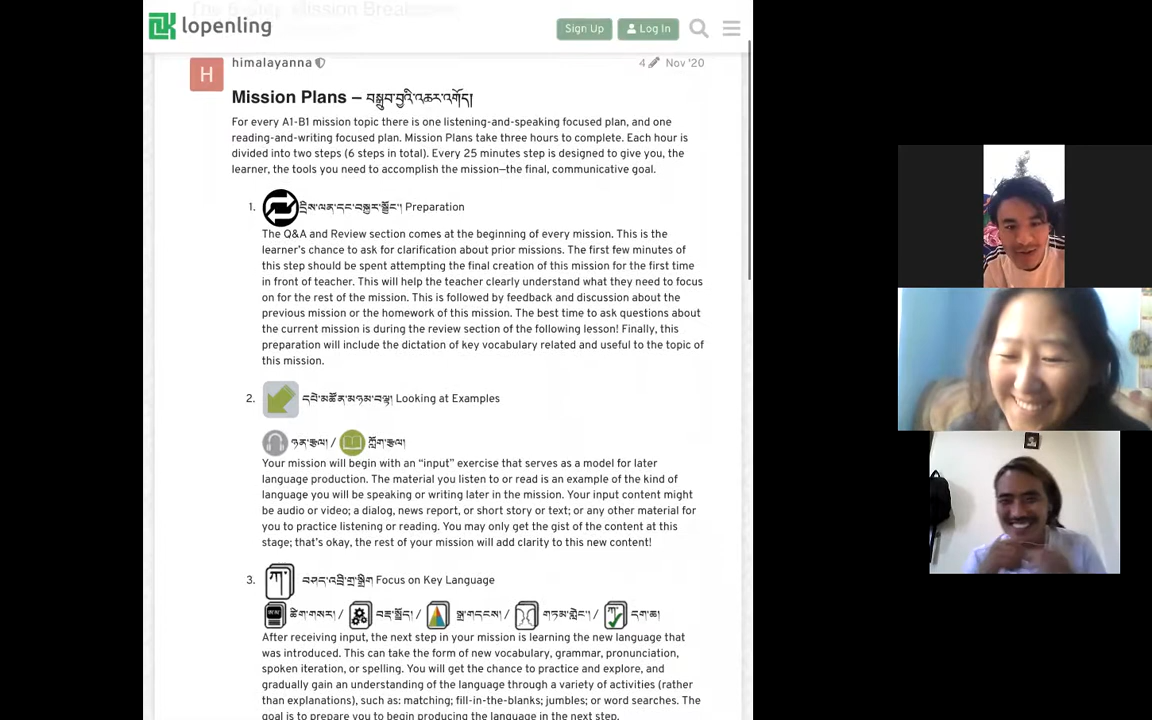 The 6-Step Mission Break
lopenling
Sign Up
Log In
H
himalayanna
4
Nov '20
Mission Plans – བསྒྲུབ་བྱའི་འཆར་འགོད།
For every A1-B1 mission topic there is one listening-and-speaking focused plan, and one
reading-and-writing focused plan. Mission Plans take three hours to complete. Each hour is
divided into two steps (6 steps in total). Every 25 minutes step is designed to give you, the
learner, the tools you need to accomplish the mission—the final, communicative goal.
1. དྲིས་ལན་དང་བསྐྱར་སྦྱོང་། Preparation
The Q&A and Review section comes at the beginning of every mission. This is the
learner's chance to ask for clarification about prior missions. The first few minutes of
this step should be spent attempting the final creation of this mission for the first time
in front of teacher. This will help the teacher clearly understand what they need to focus
on for the rest of the mission. This is followed by feedback and discussion about the
previous mission or the homework of this mission. The best time to ask questions about
the current mission is during the review section of the following lesson! Finally, this
preparation will include the dictation of key vocabulary related and useful to the topic of
this mission.
2. དཔེ་མཚོན་མཉམ་བལྟ། Looking at Examples
ཉན་རྩལ། / ཀློག་རྩལ།
Your mission will begin with an “input” exercise that serves as a model for later
language production. The material you listen to or read is an example of the kind of
language you will be speaking or writing later in the mission. Your input content might
be audio or video; a dialog, news report, or short story or text; or any other material for
you to practice listening or reading. You may only get the gist of the content at this
stage; that's okay, the rest of your mission will add clarity to this new content!
3. བཤད་འབྲི་གྲ་སྒྲིག Focus on Key Language
ཚིག་གསར། / བརྡ་སྤྲོད། / སྒྲ་གདངས། / གཏམ་གླེང་། / དག་ཆ།
After receiving input, the next step in your mission is learning the new language that
was introduced. This can take the form of new vocabulary, grammar, pronunciation,
spoken iteration, or spelling. You will get the chance to practice and explore, and
gradually gain an understanding of the language through a variety of activities (rather
than explanations), such as: matching; fill-in-the-blanks; jumbles; or word searches. The
goal is to prepare you to begin producing the language in the next step.